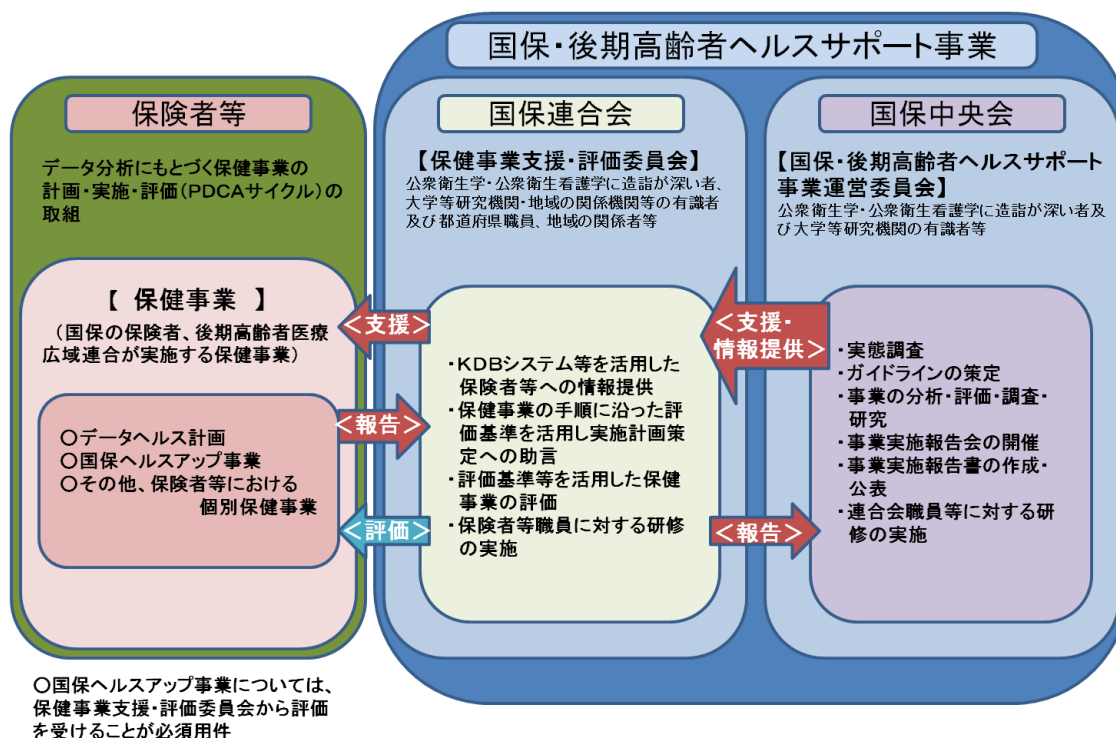 国保・後期高齢者ヘルスサポート事業
保険者等
データ分析にもとづく保健事業の
計画・実施・評価（PDCAサイクル）の
取組
【 保健事業 】
（国保の保険者、後期高齢者医療
広域連合が実施する保健事業）
○データヘルス計画
○国保ヘルスアップ事業
○その他、保険者等における
個別保健事業
○国保ヘルスアップ事業については、
保健事業支援・評価委員会から評価
を受けることが必須用件
＜支援＞
＜報告＞
＜評価＞
国保連合会
【保健事業支援・評価委員会】
公衆衛生学・公衆衛生看護学に造詣が深い者、
大学等研究機関・地域の関係機関等の有識者
及び都道府県職員、地域の関係者等
・KDBシステム等を活用した
保険者等への情報提供
・保健事業の手順に沿った評
価基準を活用し実施計画策
定への助言
・評価基準等を活用した保健
事業の評価
・保険者等職員に対する研修
の実施
＜支援・
情報提供＞
＜報告＞
国保中央会
【国保・後期高齢者ヘルスサポート
事業運営委員会】
公衆衛生学・公衆衛生看護学に造詣が深い者及
び大学等研究機関の有識者等
・実態調査
・ガイドラインの策定
・事業の分析・評価・調査・
研究
・事業実施報告会の開催
・事業実施報告書の作成・
公表
・連合会職員等に対する研
修の実施